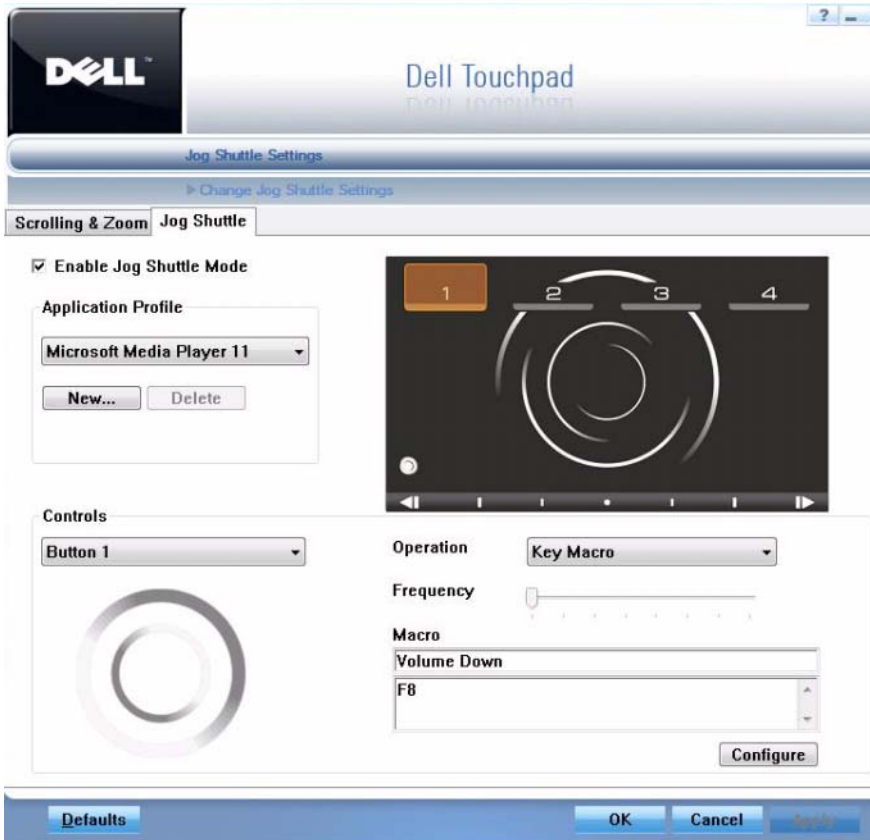 ? –
DELL™
Dell Touchpad
Jog Shuttle Settings
Change Jog Shuttle Settings
Scrolling & Zoom Jog Shuttle
Enable Jog Shuttle Mode
Application Profile
Microsoft Media Player 11
New... Delete
1 2 3 4
Controls
Button 1
Operation Key Macro
Frequency
Macro
Volume Down
F8
Configure
Defaults OK Cancel Apply